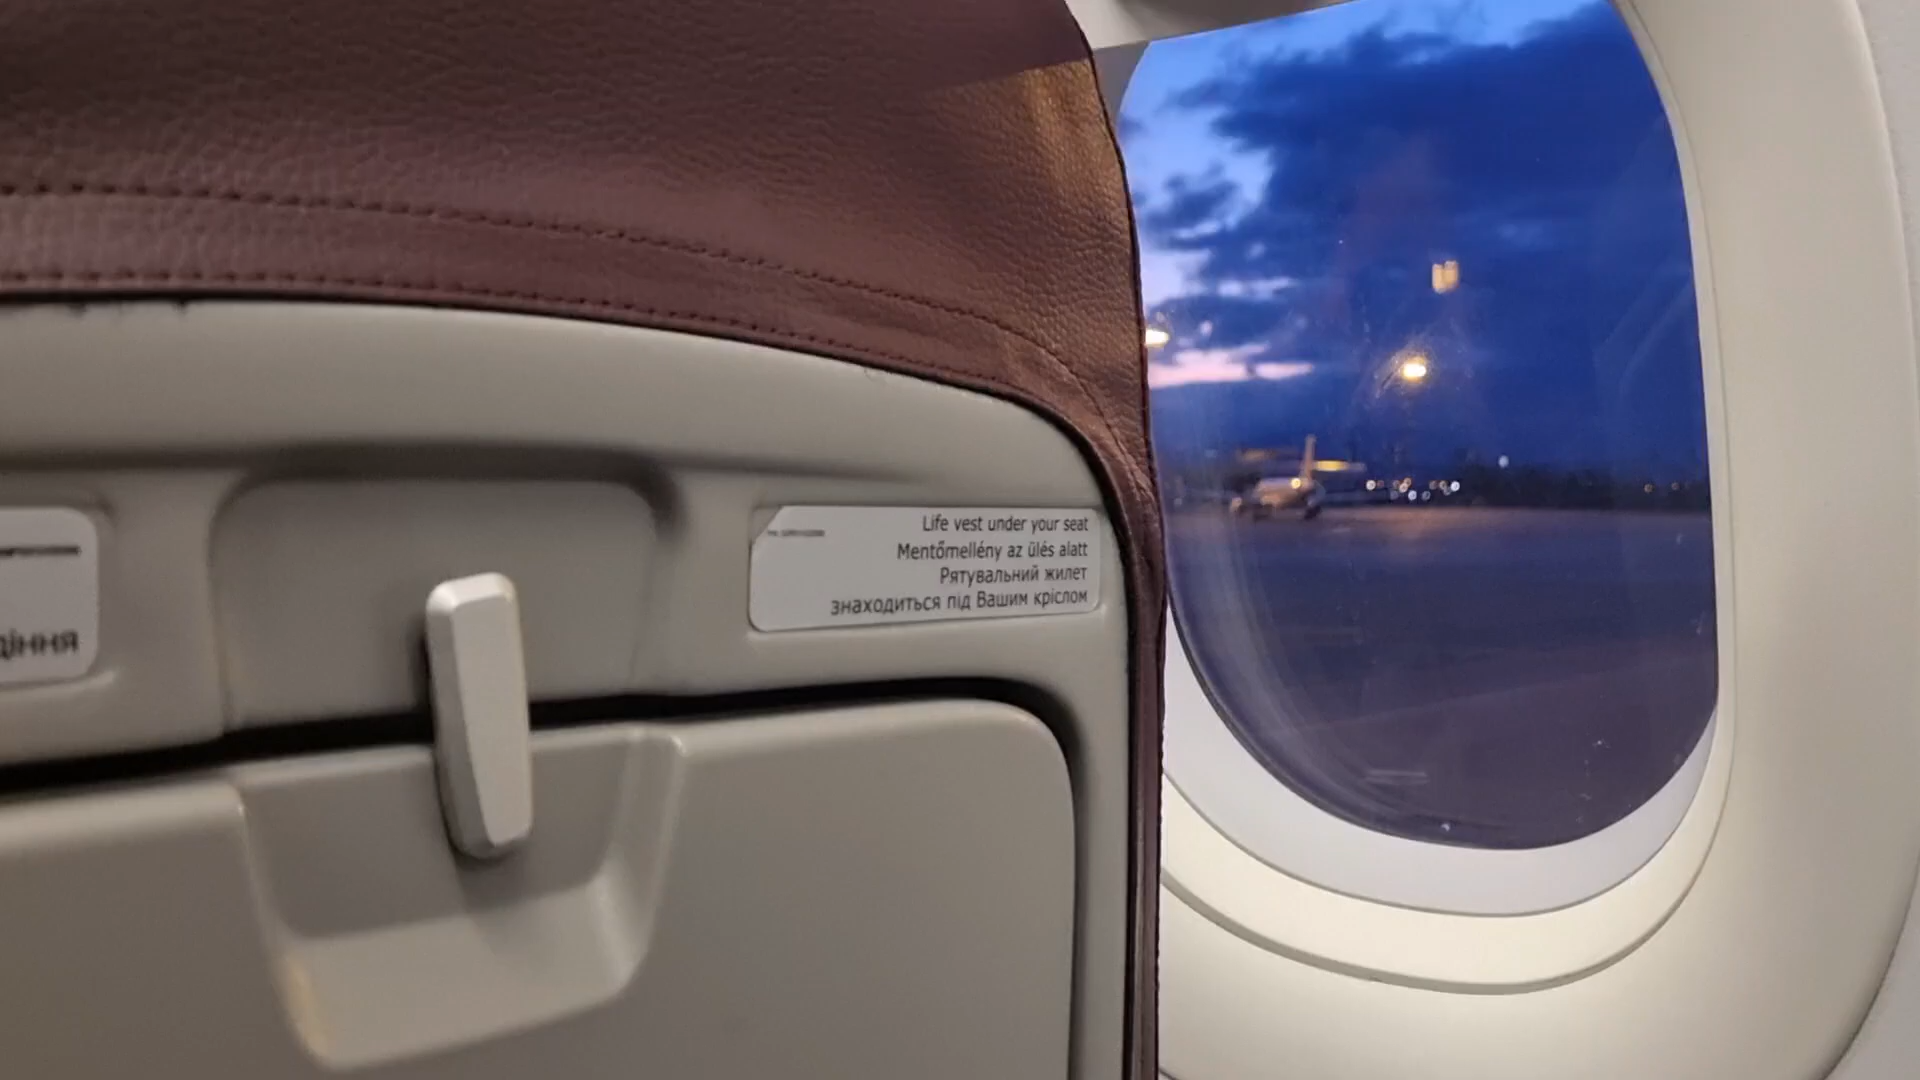 Life vest under your seat
Mentőmellény az ülés alatt
Рятувальний жилет
знаходиться під Вашим кріслом